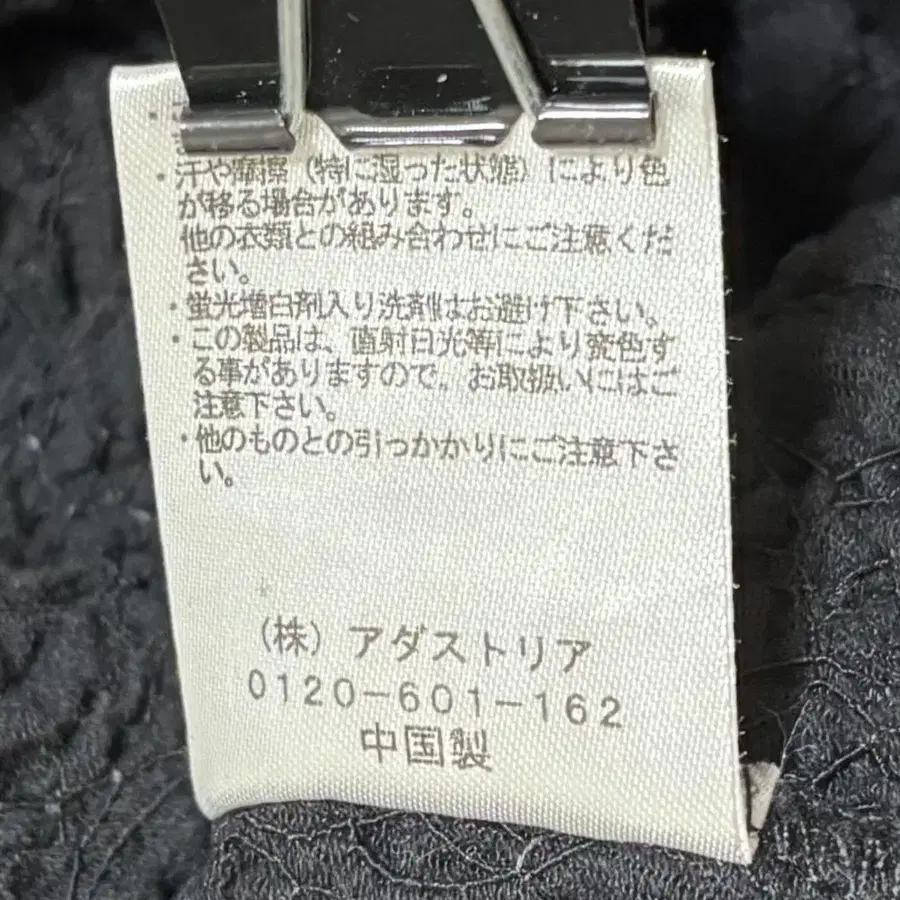 ・汗や摩擦（特に湿った状態）により色
が移る場合があります。
他の衣類との組み合わせにご注意くだ
さい。
・蛍光増白剤入り洗剤はお避け下さい。
・この製品は、直射日光等により変色す
る事がありますので、お取扱いにはご
注意下さい。
・他のものとの引っかかりにご注意下さ
い。
（株）アダストリア
0120-601-162
中国製